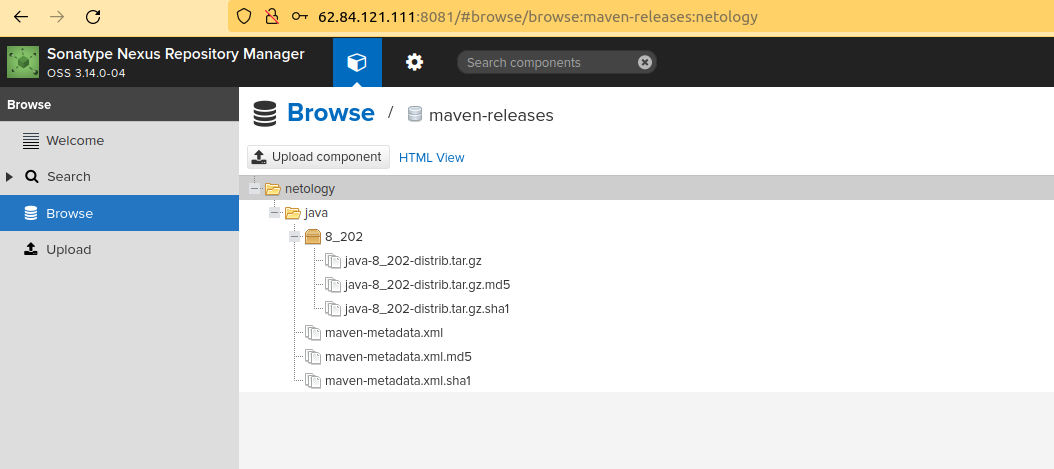 62.84.121.111:8081/#browse/browse:maven-releases:netology
Sonatype Nexus Repository Manager
OSS 3.14.0-04
Search components
Browse
Welcome
Search
Browse
Upload
Browse / maven-releases
Upload component HTML View
netology
java
8_202
java-8_202-distrib.tar.gz
java-8_202-distrib.tar.gz.md5
java-8_202-distrib.tar.gz.sha1
maven-metadata.xml
maven-metadata.xml.md5
maven-metadata.xml.sha1